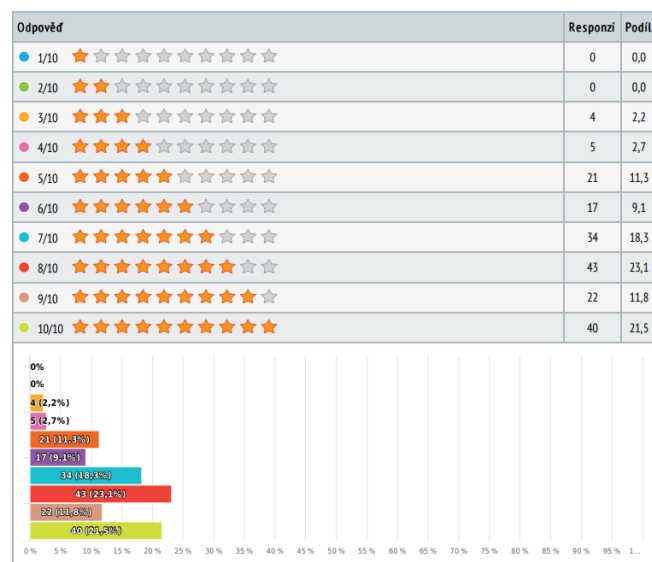 Odpověď Responzí Podíl
1/10 0 0,0
2/10 0 0,0
3/10 4 2,2
4/10 5 2,7
5/10 21 11,3
6/10 17 9,1
7/10 34 18,3
8/10 43 23,1
9/10 22 11,8
10/10 40 21,5
0%
0%
4 (2,2%)
5 (2,7%)
21 (11,3%)
17 (9,1%)
34 (18,3%)
43 (23,1%)
22 (11,8%)
40 (21,5%)
0 % 5 % 10 % 15 % 20 % 25 % 30 % 35 % 40 % 45 % 50 % 55 % 60 % 65 % 70 % 75 % 80 % 85 % 90 % 95 % 1...